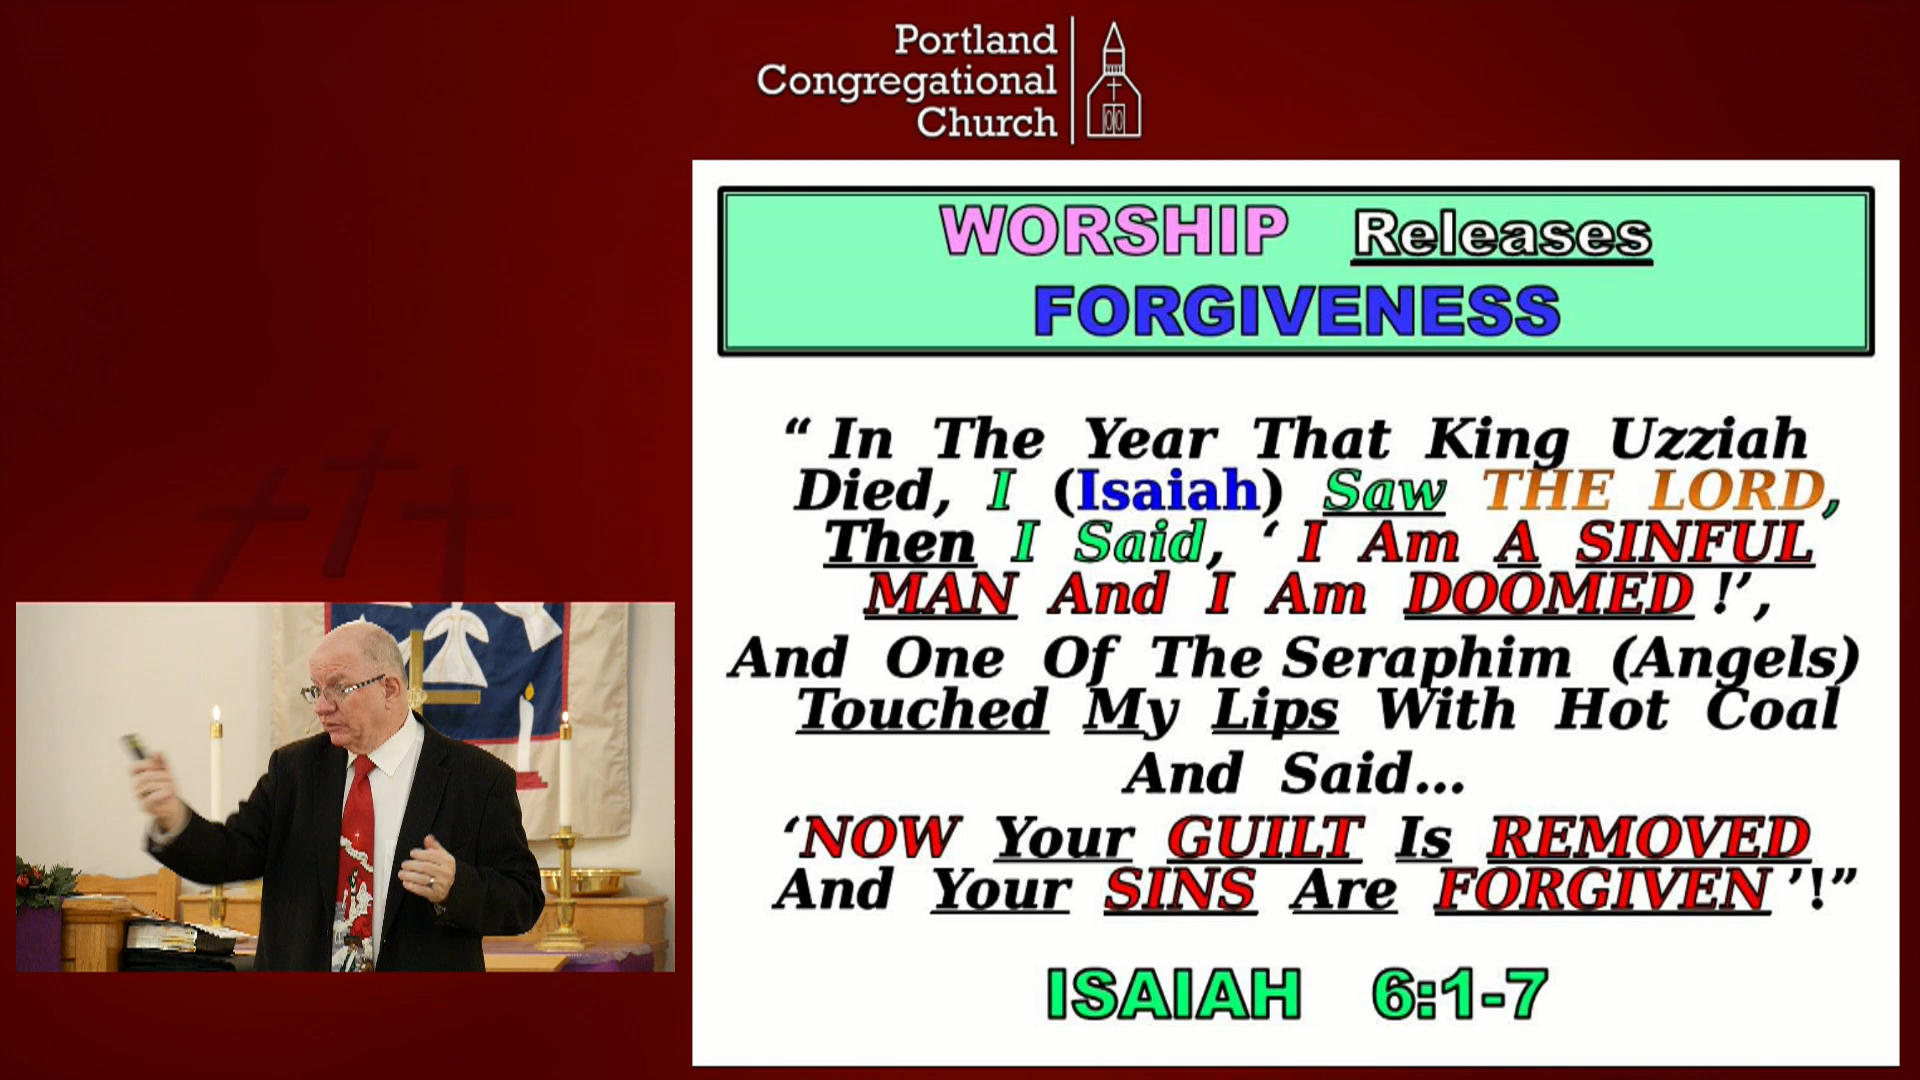 Portland
Congregational
Church
WORSHIP Releases
FORGIVENESS
“ In The Year That King Uzziah
Died, I (Isaiah) Saw THE LORD,
Then I Said, ‘ I Am A SINFUL
MAN And I Am DOOMED !’,
And One Of The Seraphim (Angels)
Touched My Lips With Hot Coal
And Said...
‘NOW Your GUILT Is REMOVED
And Your SINS Are FORGIVEN ’!”
ISAIAH 6:1-7